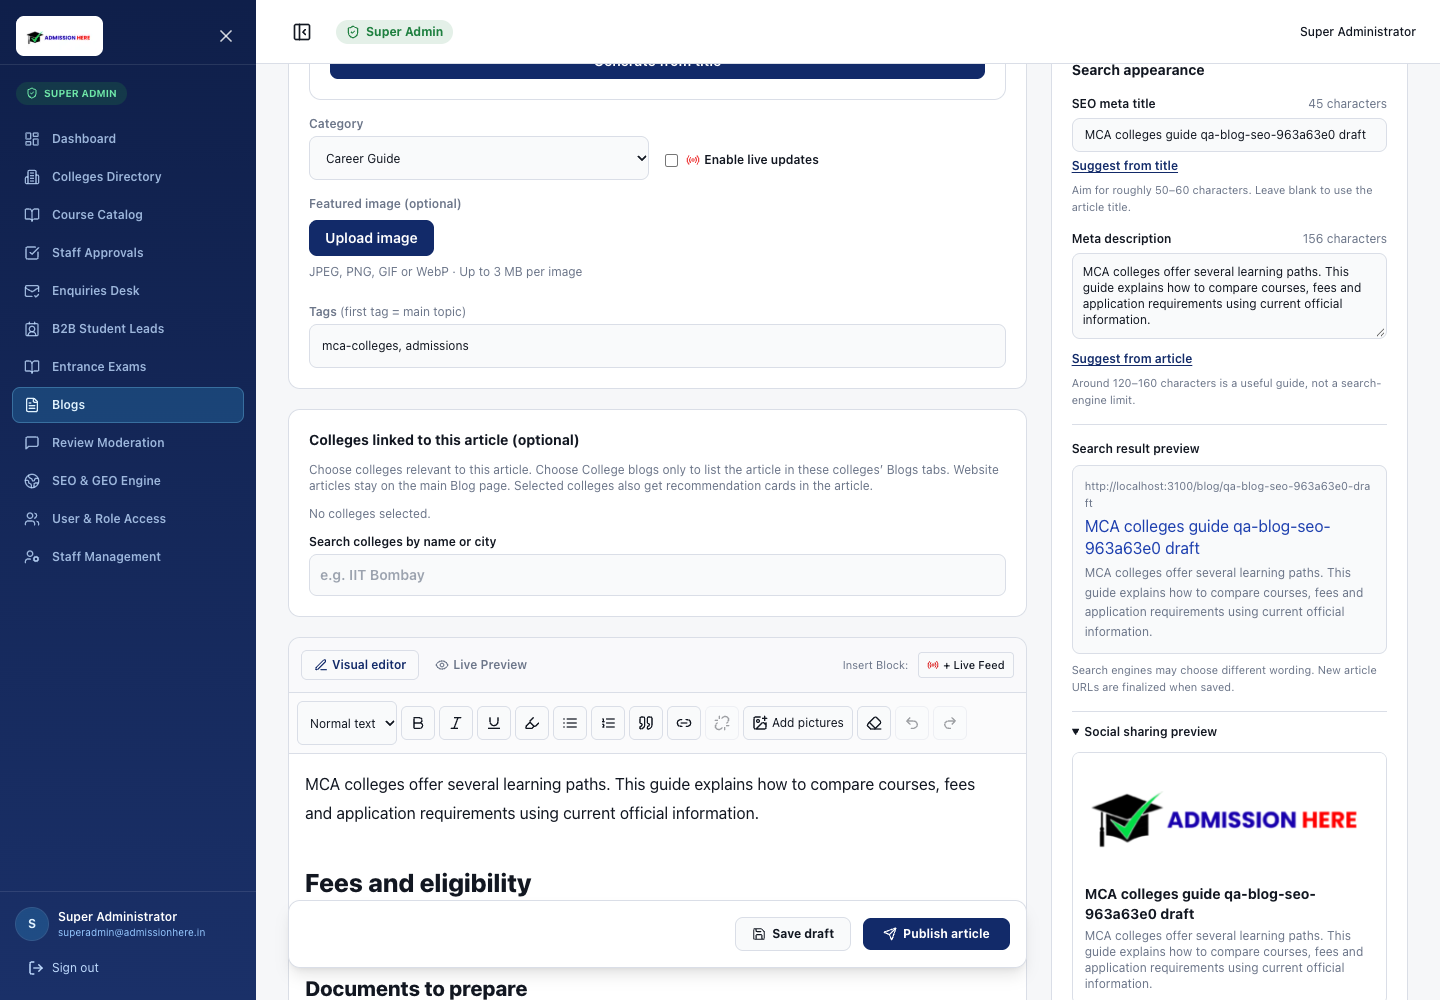 ADMISSION HERE
SUPER ADMIN
Dashboard
Colleges Directory
Course Catalog
Staff Approvals
Enquiries Desk
B2B Student Leads
Entrance Exams
Blogs
Review Moderation
SEO & GEO Engine
User & Role Access
Staff Management
S
Super Administrator
superadmin@admissionhere.in
Sign out
Super Admin
Super Administrator
Generate from title
Category
Career Guide
Enable live updates
Featured image (optional)
Upload image
JPEG, PNG, GIF or WebP · Up to 3 MB per image
Tags (first tag = main topic)
mca-colleges, admissions
Colleges linked to this article (optional)
Choose colleges relevant to this article. Choose College blogs only to list the article in these colleges' Blogs tabs. Website
articles stay on the main Blog page. Selected colleges also get recommendation cards in the article.
No colleges selected.
Search colleges by name or city
e.g. IIT Bombay
Visual editor
Live Preview
Insert Block:
+ Live Feed
Normal text
Add pictures
MCA colleges offer several learning paths. This guide explains how to compare courses, fees
and application requirements using current official information.
Fees and eligibility
Save draft
Publish article
Documents to prepare
Search appearance
SEO meta title
45 characters
MCA colleges guide qa-blog-seo-963a63e0 draft
Suggest from title
Aim for roughly 50–60 characters. Leave blank to use the
article title.
Meta description
156 characters
MCA colleges offer several learning paths. This
guide explains how to compare courses, fees and
application requirements using current official
information.
Suggest from article
Around 120–160 characters is a useful guide, not a search-
engine limit.
Search result preview
http://localhost:3100/blog/qa-blog-seo-963a63e0-dra
ft
MCA colleges guide qa-blog-seo-
963a63e0 draft
MCA colleges offer several learning paths. This
guide explains how to compare courses, fees and
application requirements using current official
information.
Search engines may choose different wording. New article
URLs are finalized when saved.
Social sharing preview
ADMISSION HERE
MCA colleges guide qa-blog-seo-
963a63e0 draft
MCA colleges offer several learning paths. This
guide explains how to compare courses, fees and
application requirements using current official
information.